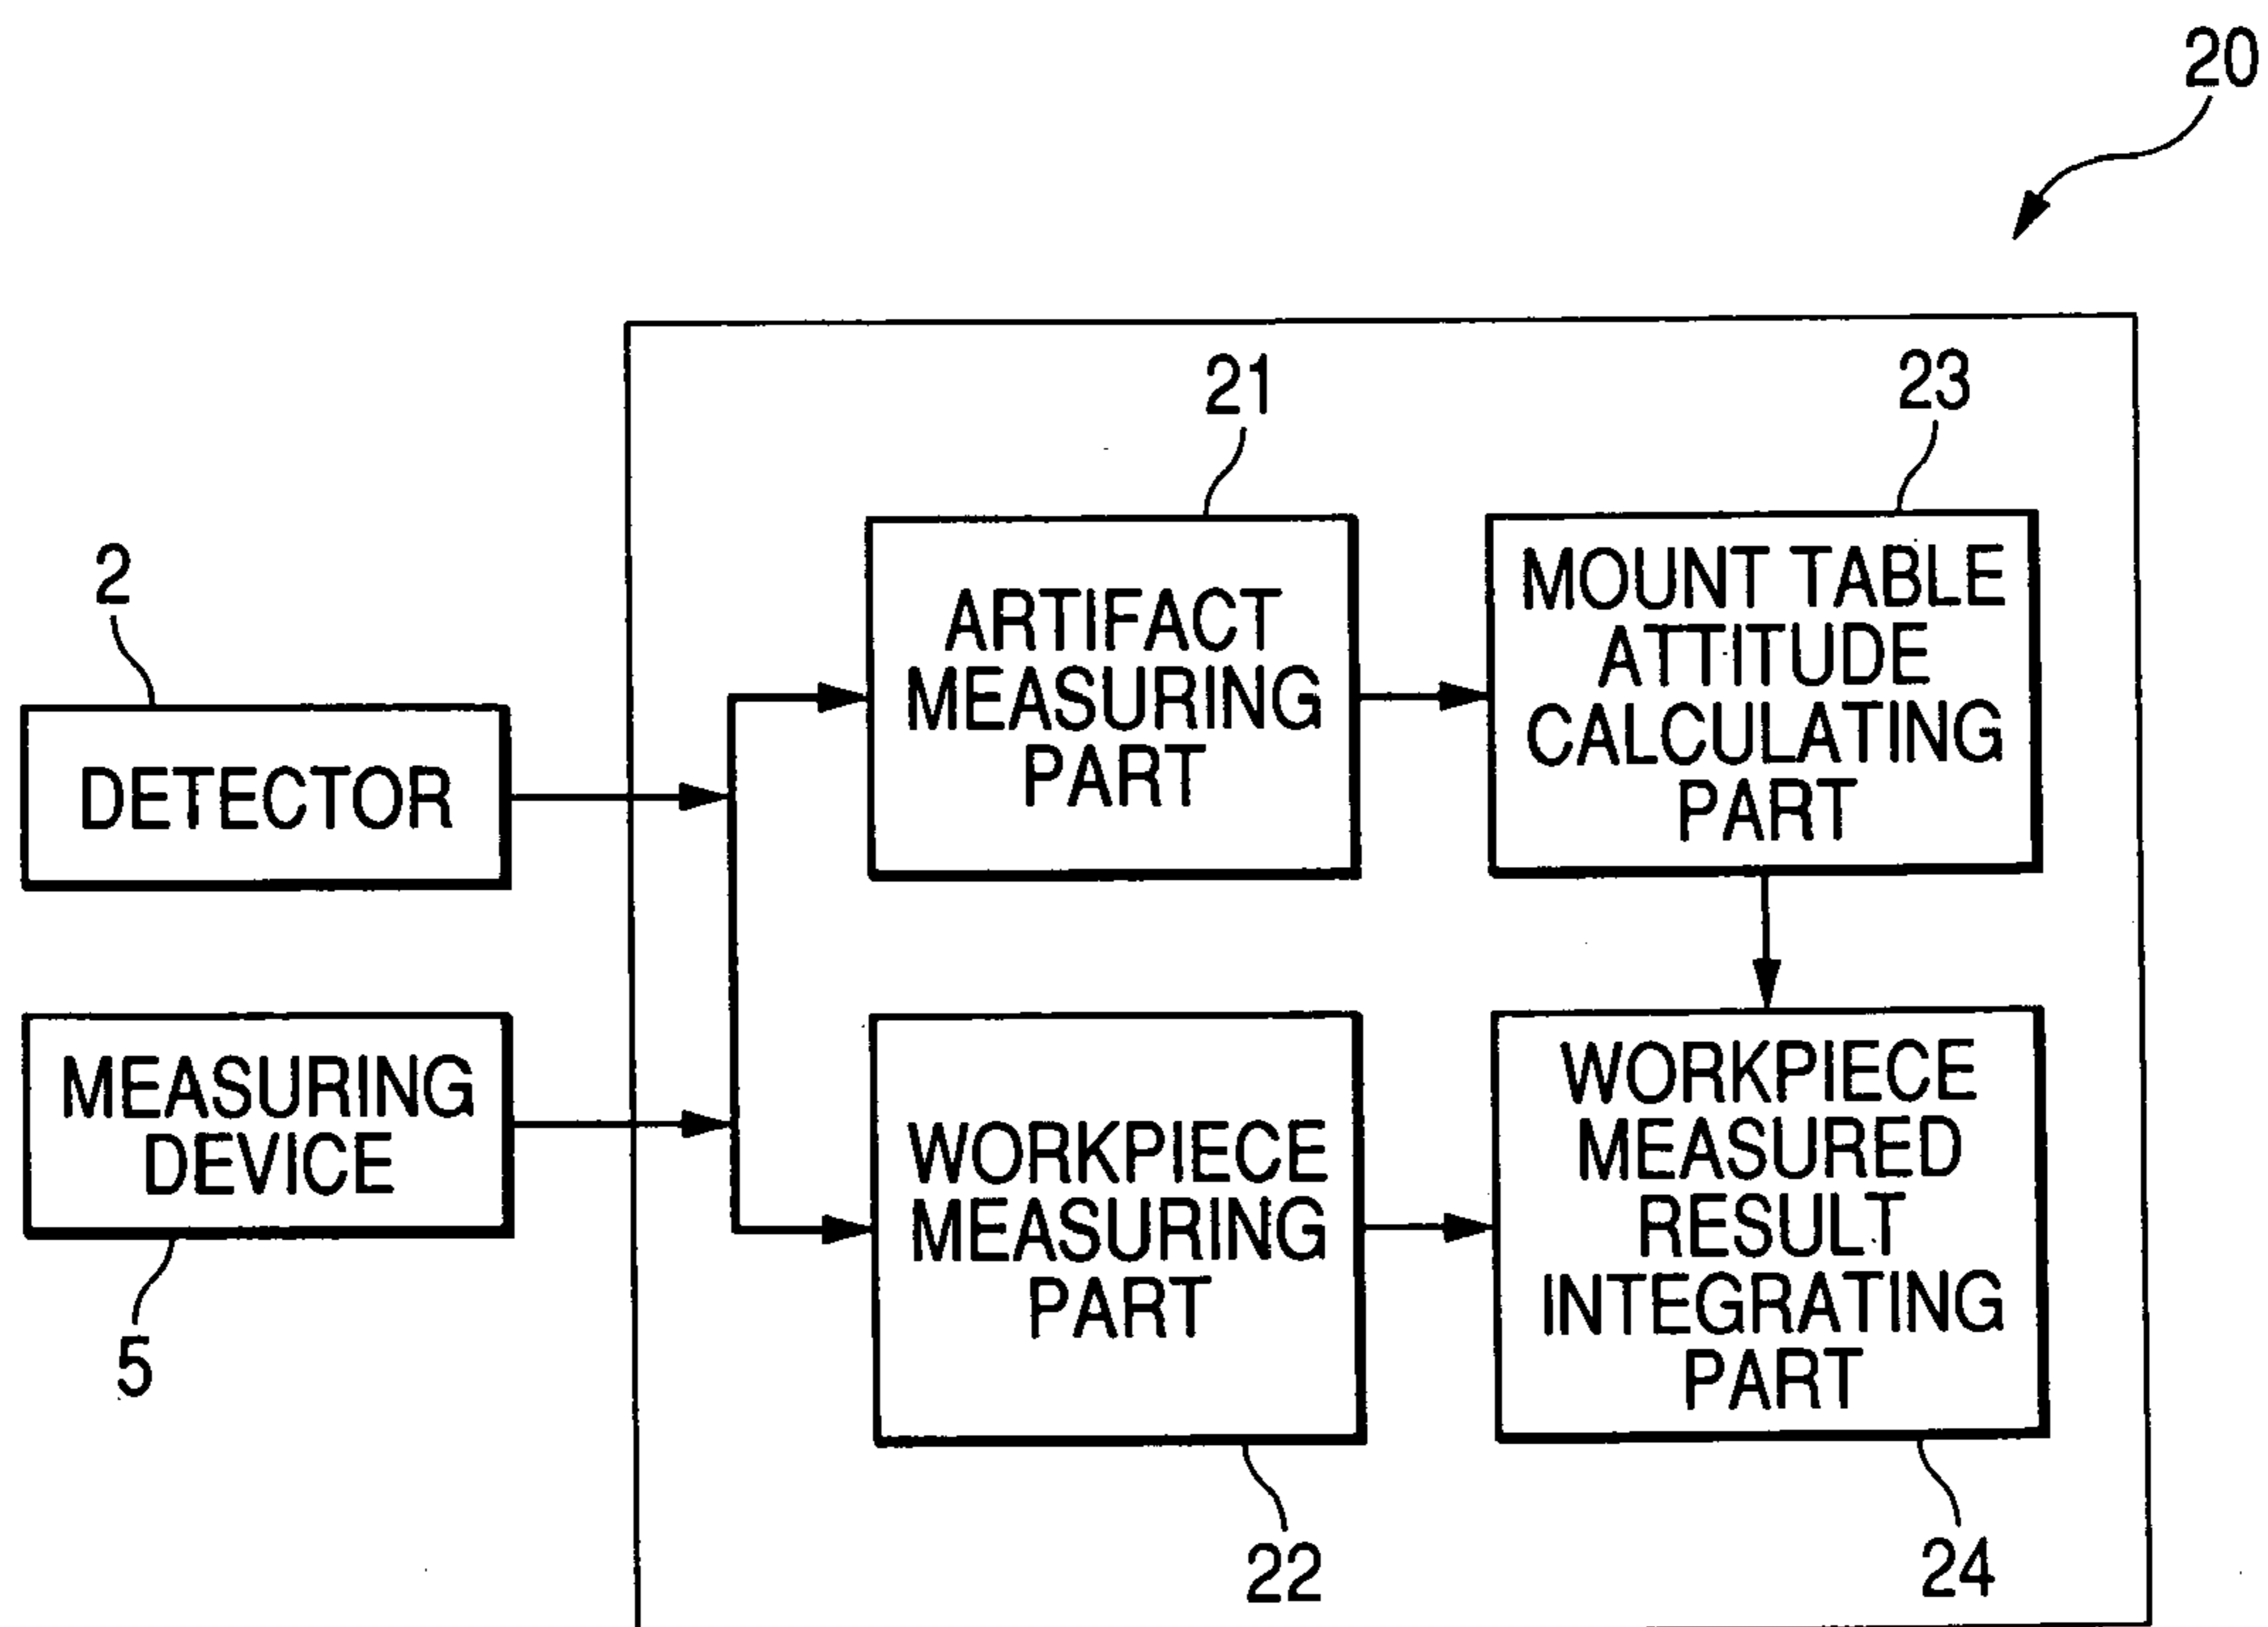 20
21
23
2
ARTIFACT
MEASURING
PART
MOUNT TABLE
ATTITUDE
CALCULATING
PART
DETECTOR
MEASURING
DEVICE
5
WORKPIECE
MEASURING
PART
WORKPIECE
MEASURED
RESULT
INTEGRATING
PART
22
24